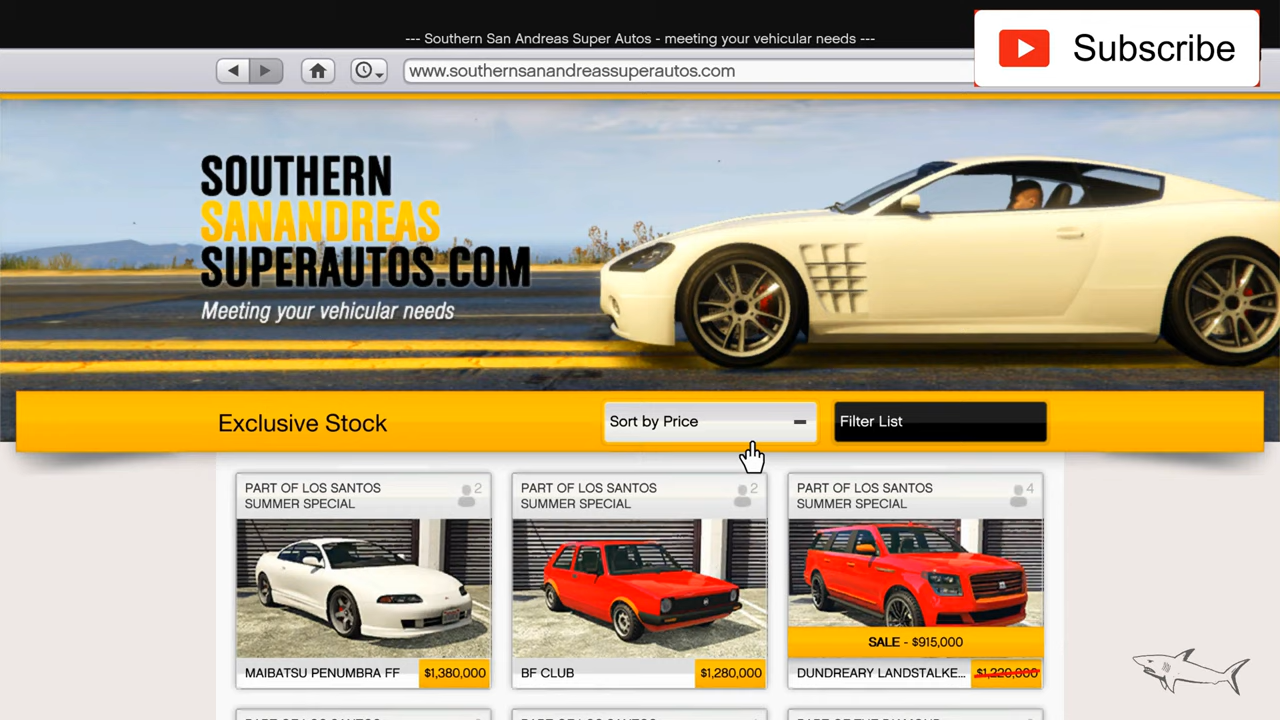 --- Southern San Andreas Super Autos - meeting your vehicular needs ---
Subscribe
www.southernsanandreassuperautos.com
SOUTHERN
SANANDREAS
SUPERAUTOS.COM
Meeting your vehicular needs
Exclusive Stock
Sort by Price
Filter List
PART OF LOS SANTOS
SUMMER SPECIAL
2
PART OF LOS SANTOS
SUMMER SPECIAL
2
PART OF LOS SANTOS
SUMMER SPECIAL
4
SALE - $915,000
MAIBATSU PENUMBRA FF
$1,380,000
BF CLUB
$1,280,000
DUNDREARY LANDSTALKE...
$1,220,000